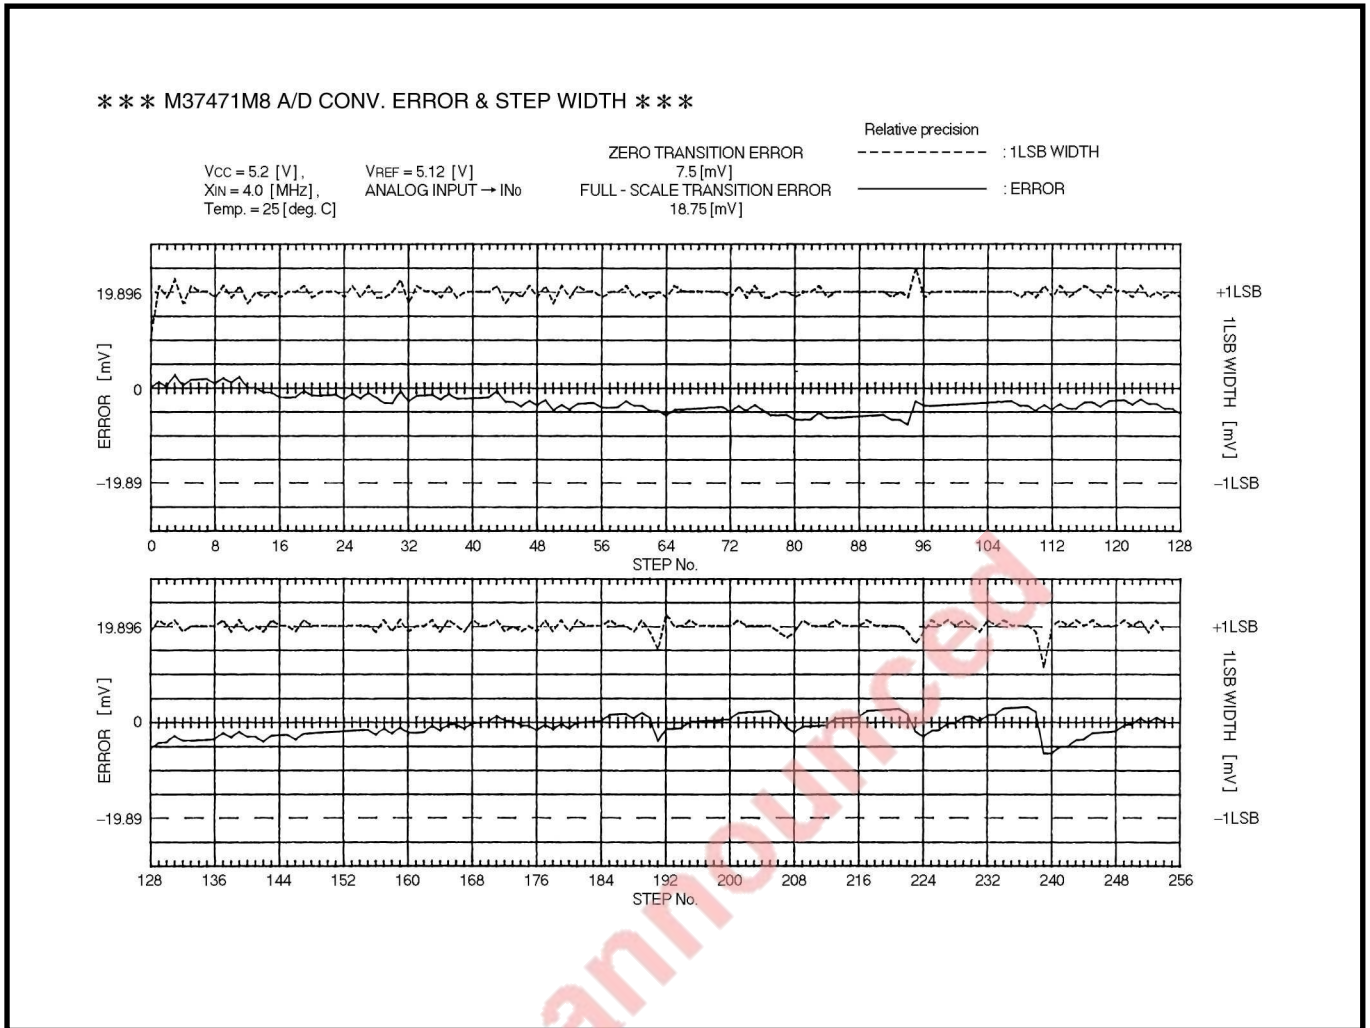 *** M37471M8 A/D CONV. ERROR & STEP WIDTH ***
Relative precision
VCC = 5.2 [V],
XIN = 4.0 [MHz],
Temp. = 25 [deg. C]
VREF = 5.12 [V]
ANALOG INPUT → IN0
ZERO TRANSITION ERROR
7.5 [mV]
FULL - SCALE TRANSITION ERROR
18.75 [mV]
: 1LSB WIDTH
: ERROR
19.896
0
−19.89
ERROR [mV]
+1LSB
1LSB WIDTH [mV]
−1LSB
0 8 16 24 32 40 48 56 64 72 80 88 96 104 112 120 128
STEP No.
19.896
0
−19.89
ERROR [mV]
+1LSB
1LSB WIDTH [mV]
−1LSB
128 136 144 152 160 168 176 184 192 200 208 216 224 232 240 248 256
STEP No.
announced